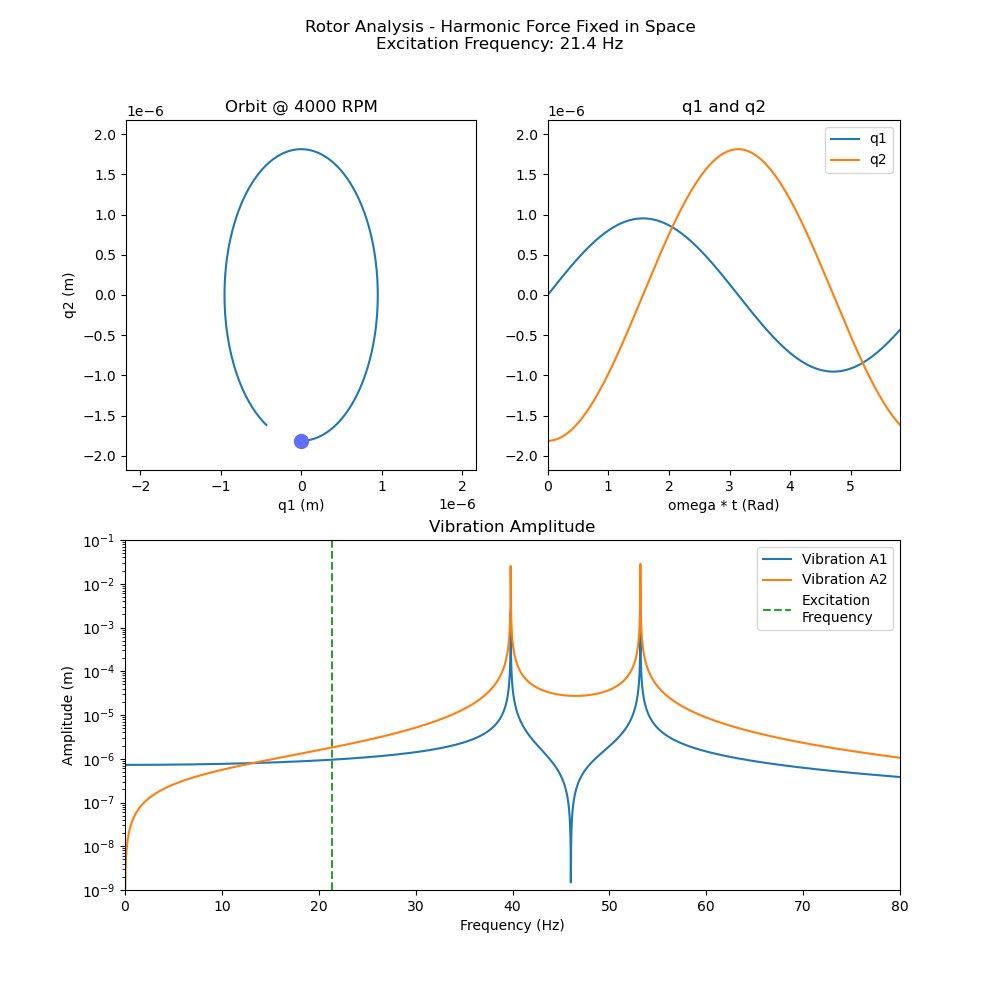 Rotor Analysis - Harmonic Force Fixed in Space
Excitation Frequency: 21.4 Hz
Orbit @ 4000 RPM
1e−6
2.0
1.5
1.0
0.5
0.0
−0.5
−1.0
−1.5
−2.0
q2 (m)
−2
−1
0
1
2
q1 (m)
1e−6
q1 and q2
1e−6
q1
q2
2.0
1.5
1.0
0.5
0.0
−0.5
−1.0
−1.5
−2.0
0
1
2
3
4
5
omega * t (Rad)
Vibration Amplitude
Vibration A1
Vibration A2
Excitation
Frequency
10⁻¹
10⁻²
10⁻³
10⁻⁴
10⁻⁵
10⁻⁶
10⁻⁷
10⁻⁸
10⁻⁹
Amplitude (m)
0
10
20
30
40
50
60
70
80
Frequency (Hz)